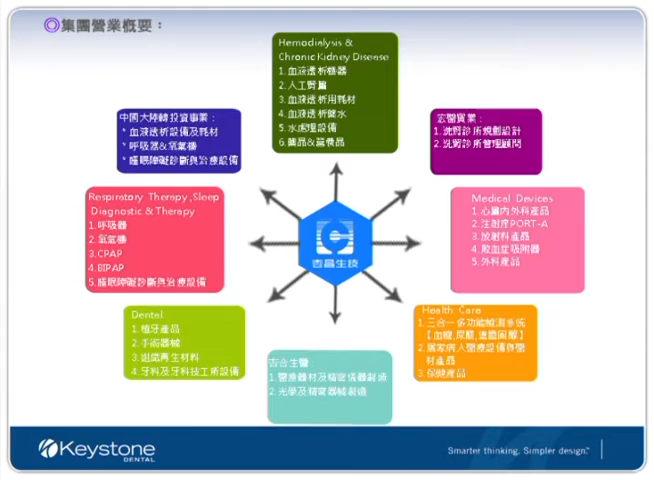 集團營業概要：
Hemodialysis &
Chronic Kidney Disease
1.血液透析機器
2.人工腎臟
3.血液透析用耗材
4.血液透析藥水
5.水處理設備
6.藥品&營養品
中國大陸轉投資事業：
* 血液透析設備及耗材
* 呼吸器&氧氣機
* 睡眠障礙診斷與治療設備
宏醫實業：
1.洗腎診所規劃設計
2.洗腎診所管理顧問
Respiratory Therapy,Sleep
Diagnostic & Therapy
1.呼吸器
2.氧氣機
3.CPAP
4.BIPAP
5.睡眠障礙診斷與治療設備
杏昌生技
Medical Devices
1.心臟內外科產品
2.注射座PORT-A
3.放射科產品
4.敗血症吸附器
5.外科產品
Dental
1.植牙產品
2.手術器械
3.組織再生材料
4.牙科及牙科技工所設備
杏合生醫：
1.醫療器材及精密儀器製造
2.光學及精密器械製造
Health Care
1.三合一多功能檢測系統
【血糖,尿酸,總膽固醇】
2.居家病人醫療設備與醫
材產品
3.保健產品
Keystone
DENTAL
Smarter thinking. Simpler design.™